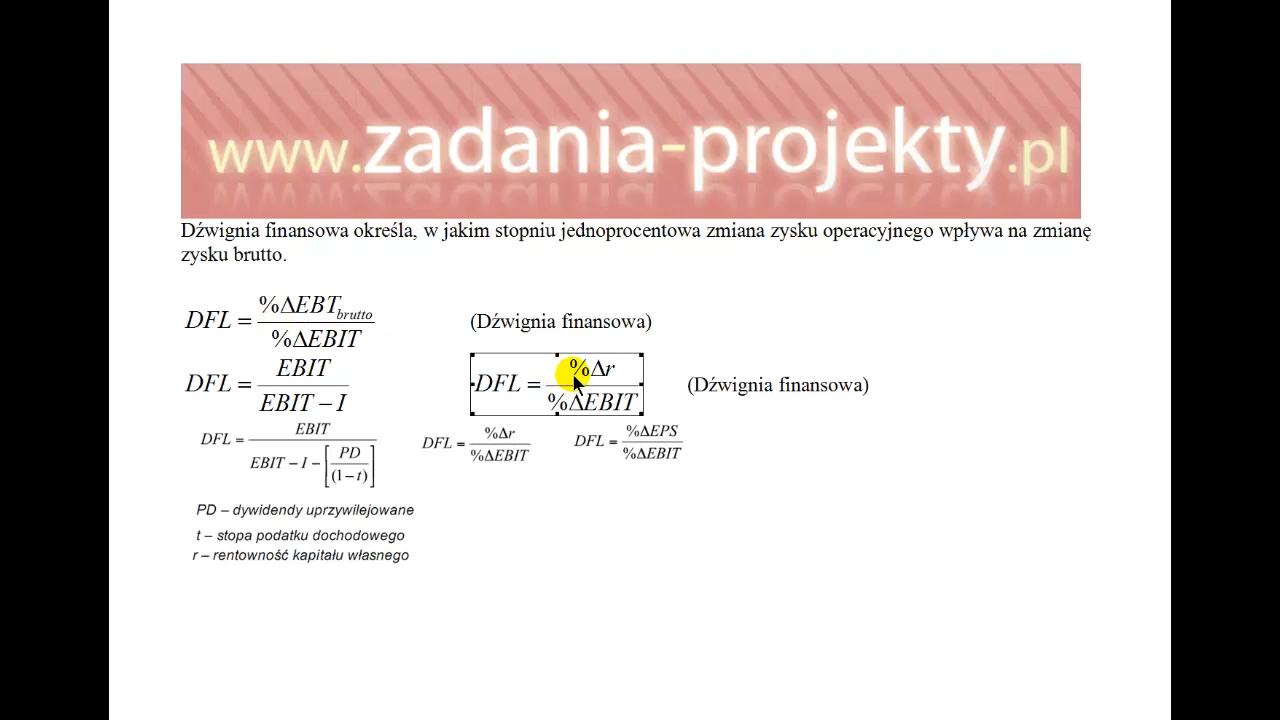 www.zadania-projekty.pl
Dźwignia finansowa określa, w jakim stopniu jednoprocentowa zmiana zysku operacyjnego wpływa na zmianę
zysku brutto.
DFL = %ΔEBT_brutto / %ΔEBIT (Dźwignia finansowa)
DFL = EBIT / EBIT − I DFL = %Δr / %ΔEBIT (Dźwignia finansowa)
DFL = EBIT / EBIT − I − [PD / (1 − t)] DFL = %Δr / %ΔEBIT DFL = %ΔEPS / %ΔEBIT
PD – dywidendy uprzywilejowane
t – stopa podatku dochodowego
r – rentowność kapitału własnego